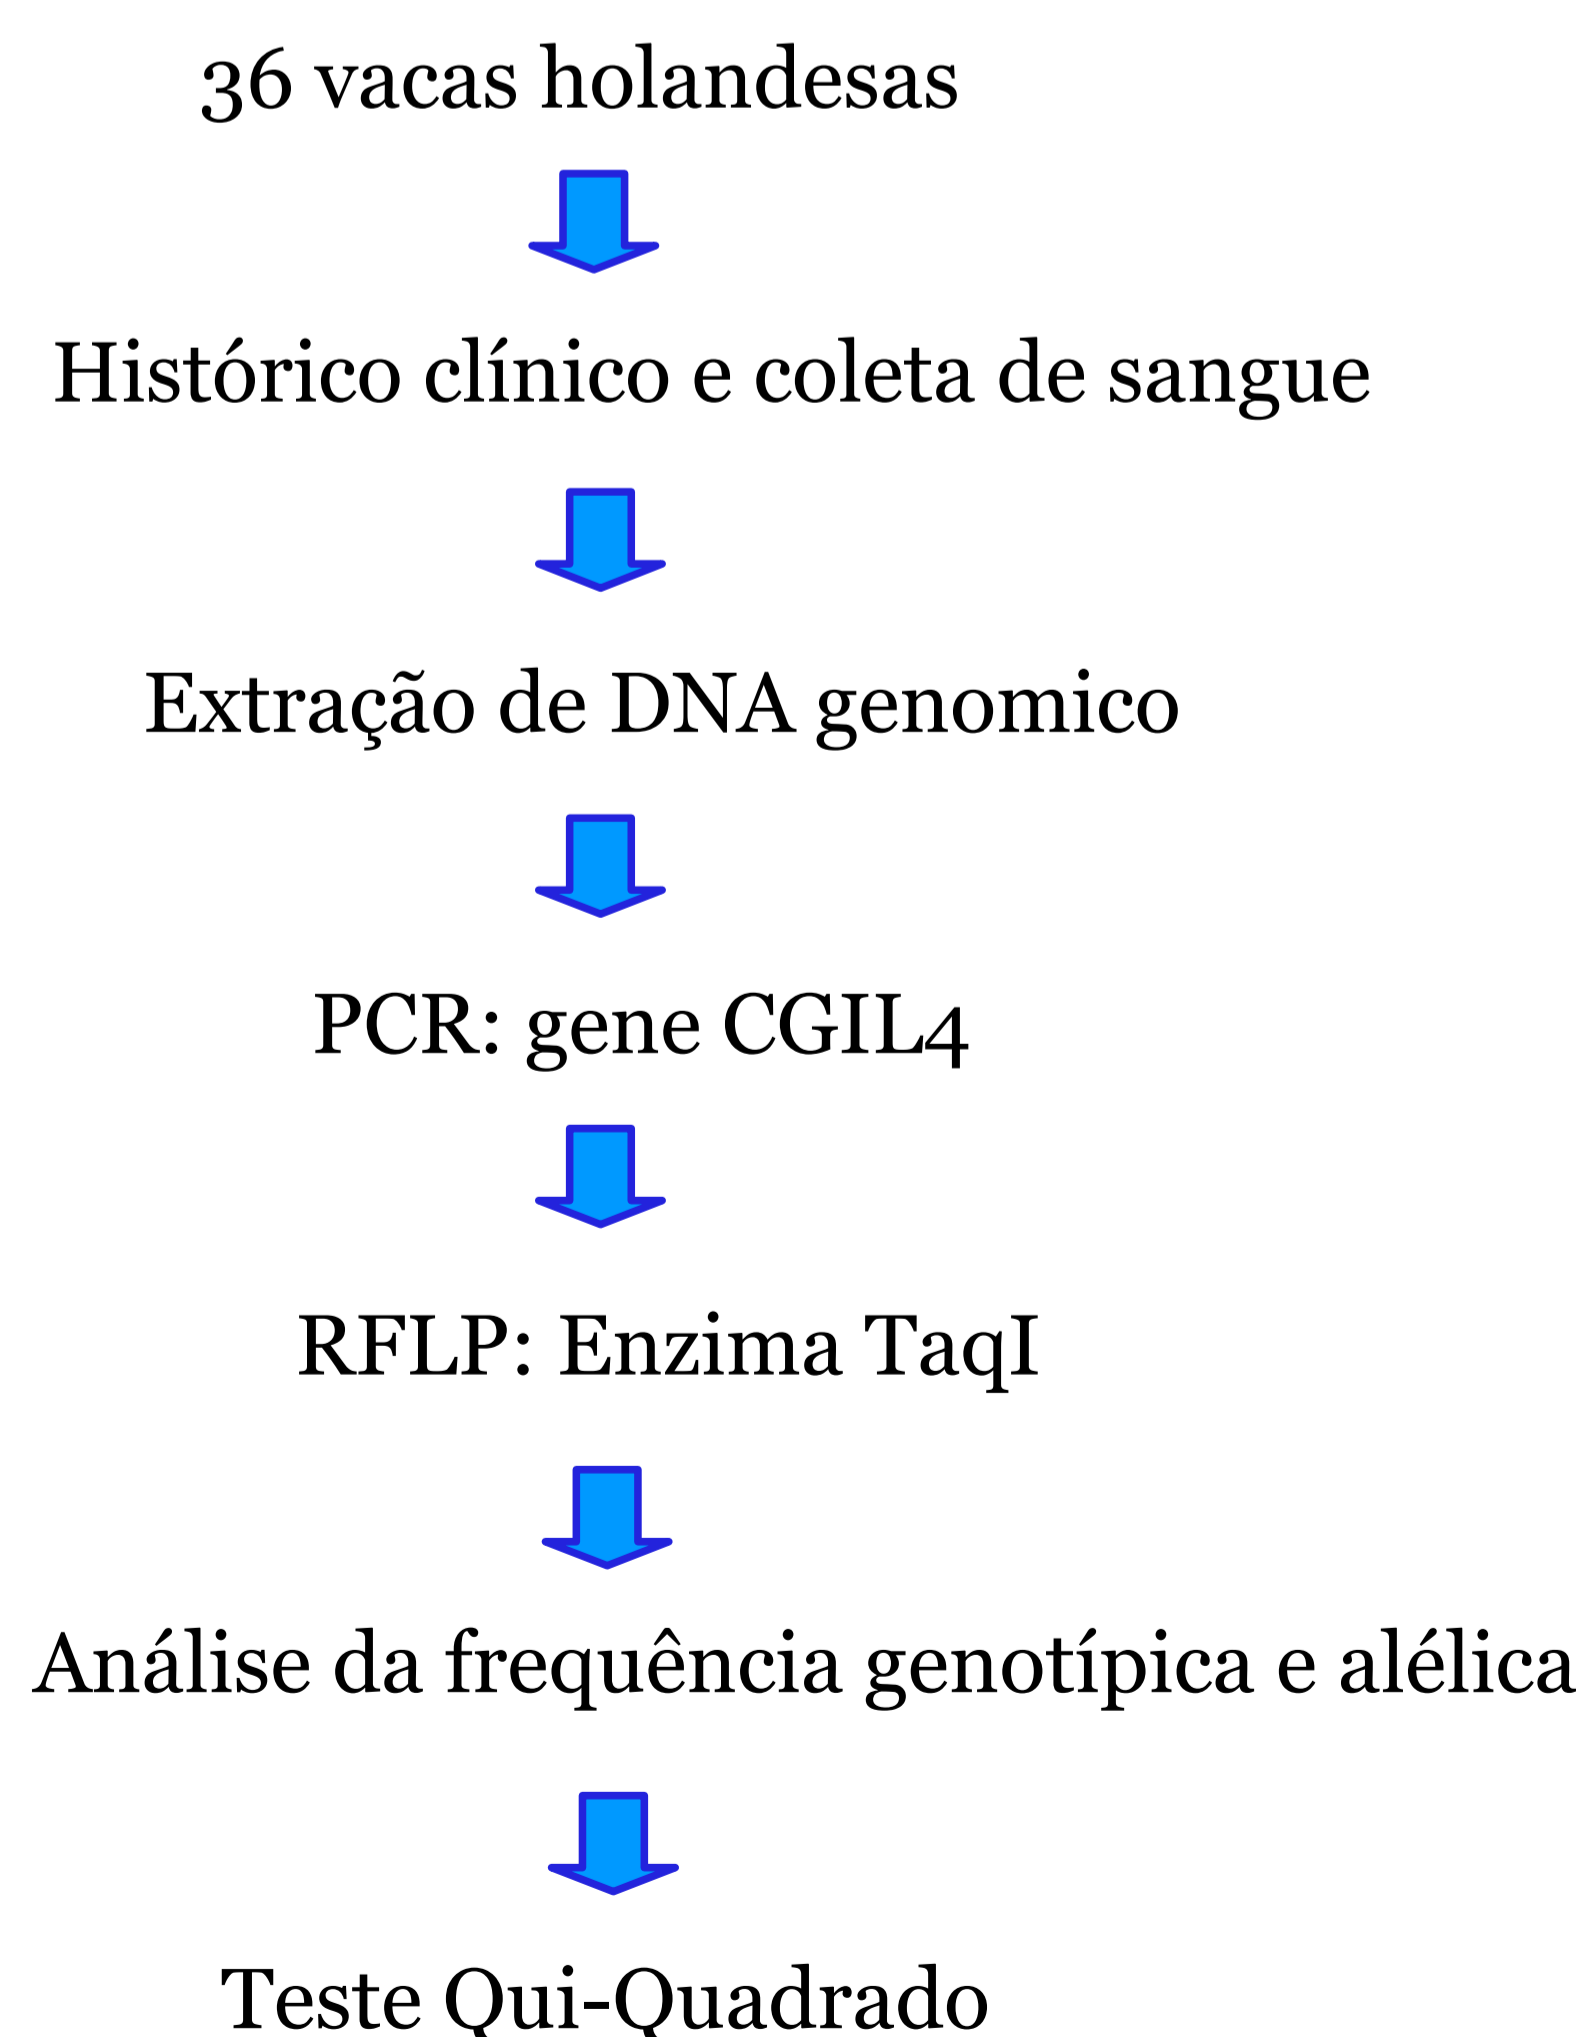 36 vacas holandesas
Histórico clínico e coleta de sangue
Extração de DNA genomico
PCR: gene CGIL4
RFLP: Enzima TaqI
Análise da frequência genotípica e alélica
Teste Qui-Quadrado